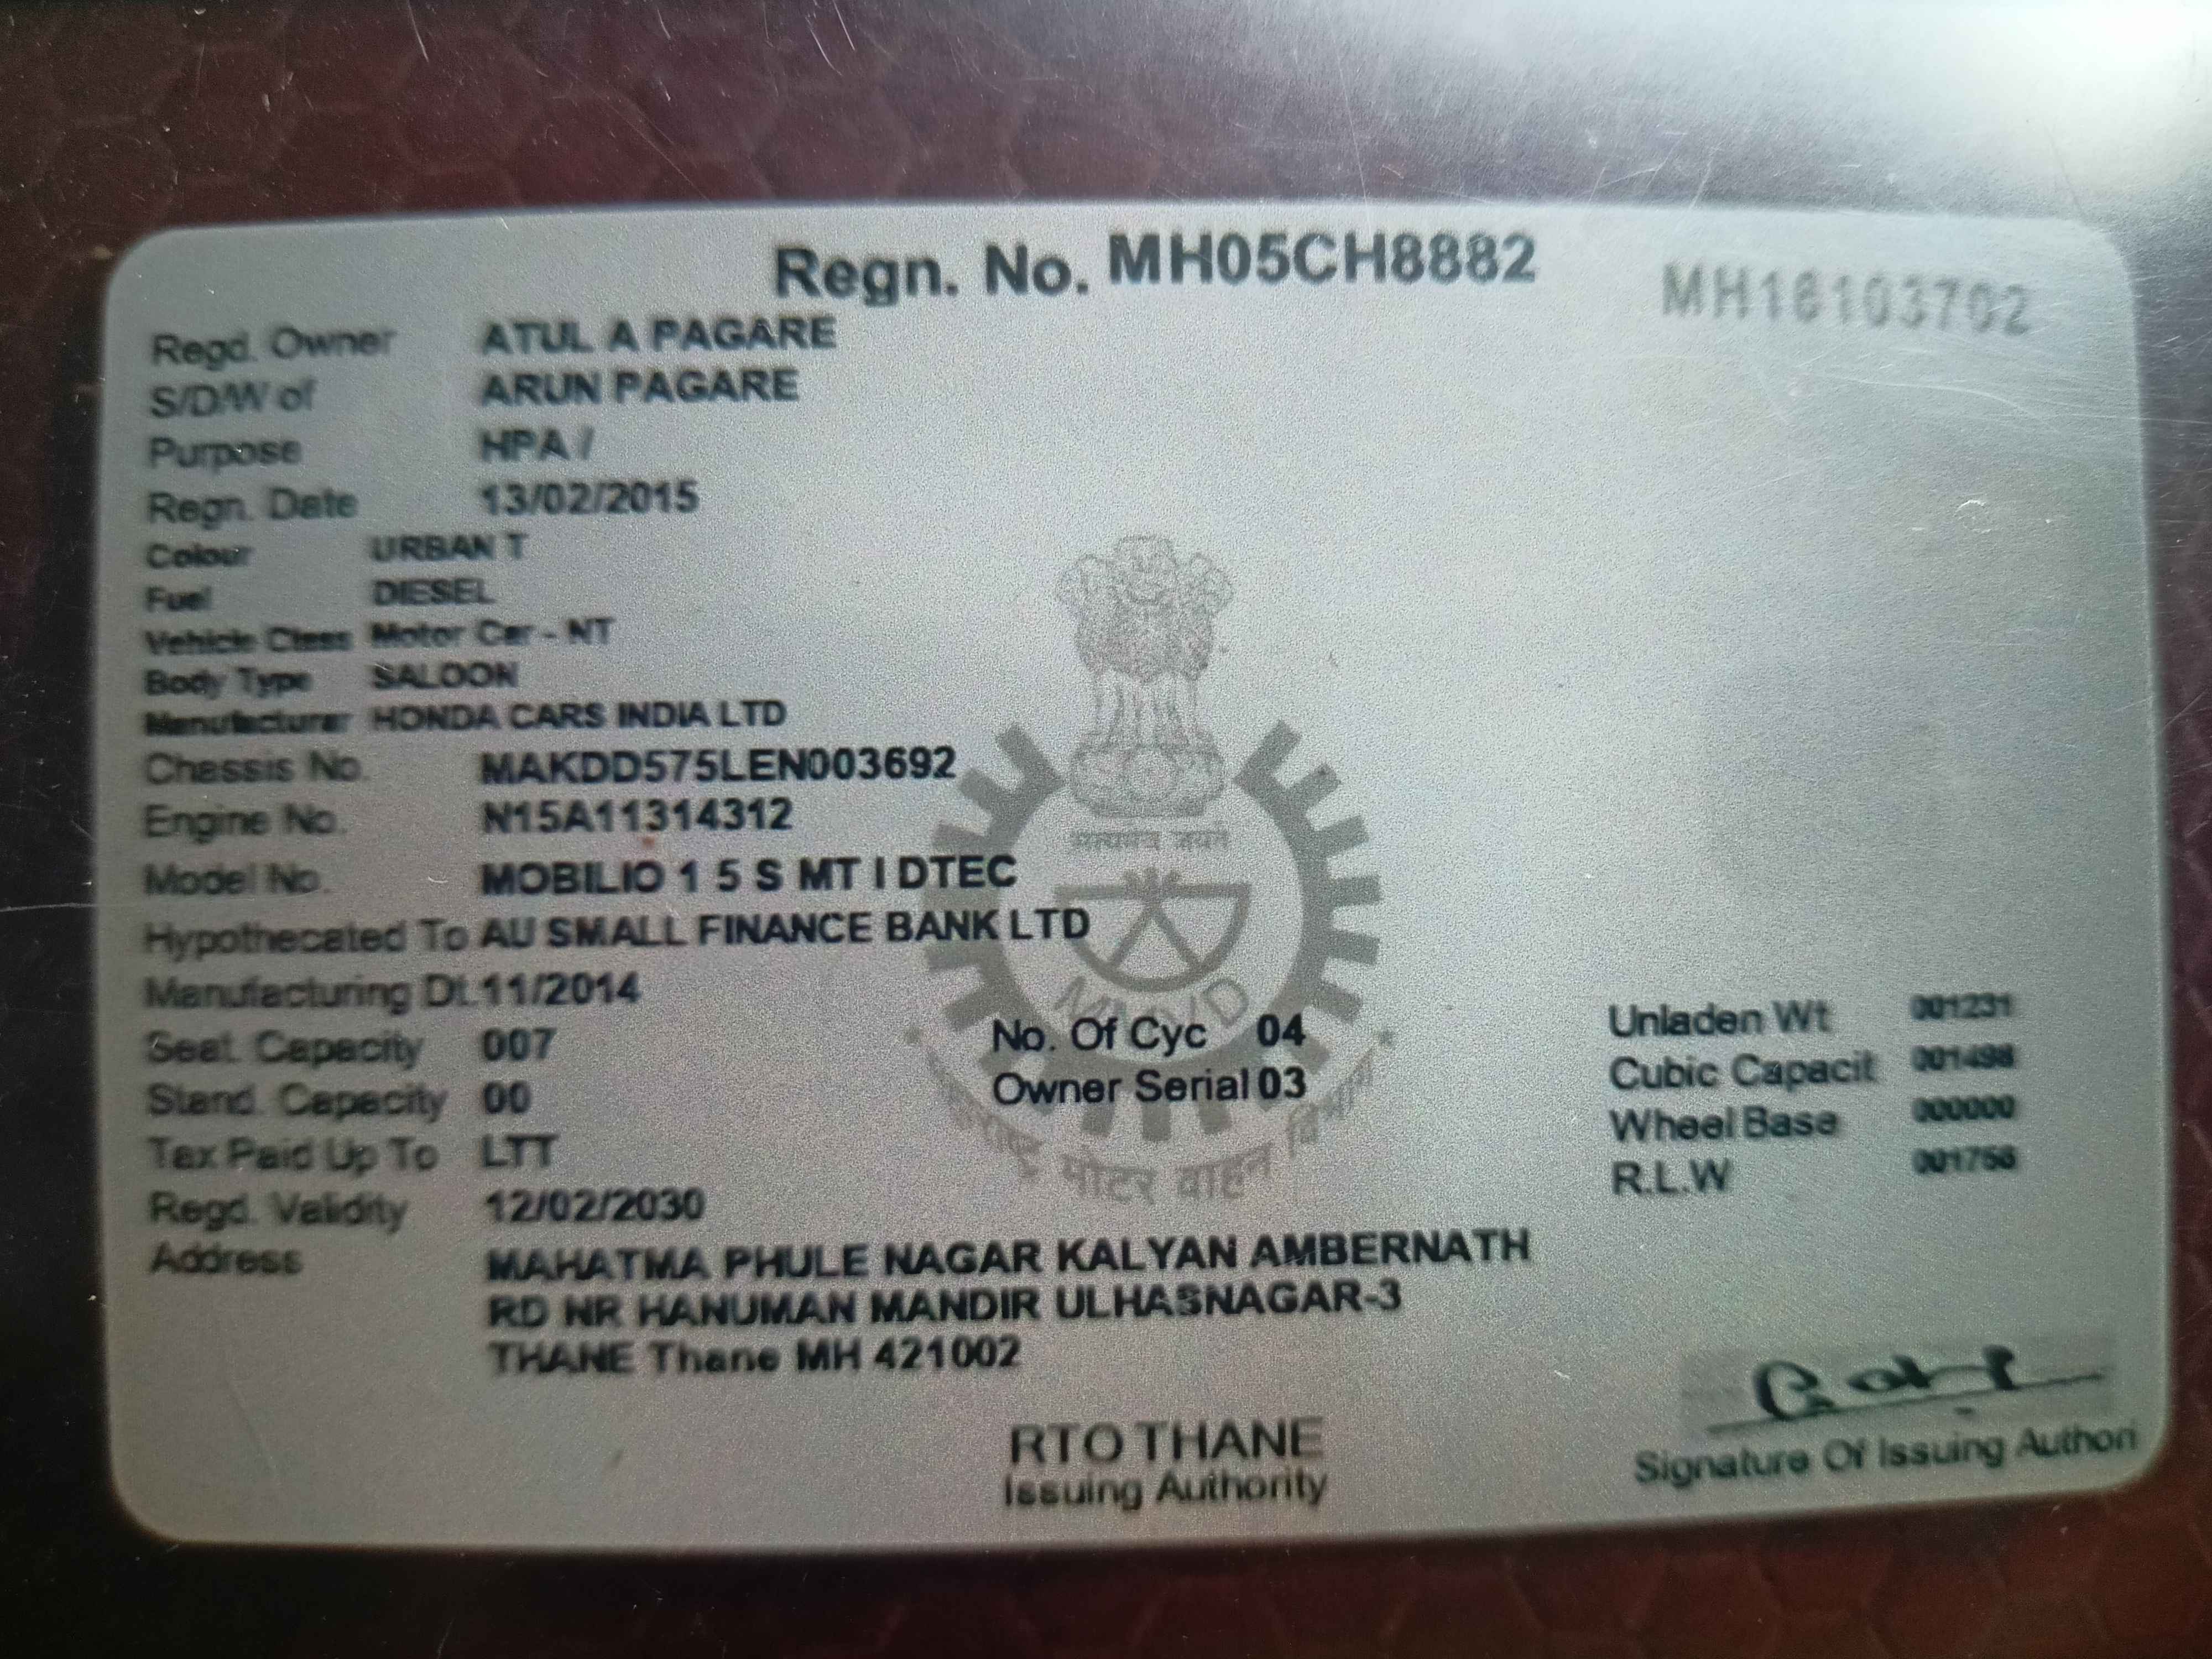 Regn. No. MH05CH8882
MH18103702
Regd. Owner ATUL A PAGARE
S/D/W of ARUN PAGARE
Purpose HPA /
Regn. Date 13/02/2015
Colour URBAN T
Fuel DIESEL
Vehicle Class Motor Car - NT
Body Type SALOON
Manufacturer HONDA CARS INDIA LTD
Chassis No. MAKDD575LEN003692
Engine No. N15A11314312
Model No. MOBILIO 1 5 S MT I DTEC
Hypothecated To AU SMALL FINANCE BANK LTD
Manufacturing Dt. 11/2014
Seat. Capacity 007
Stand. Capacity 00
Tax Paid Up To LTT
Regd. Validity 12/02/2030
No. Of Cyc 04
Owner Serial 03
Unladen Wt 001231
Cubic Capacit 001498
Wheel Base 000000
R.L.W 001758
Address MAHATMA PHULE NAGAR KALYAN AMBERNATH
RD NR HANUMAN MANDIR ULHASNAGAR-3
THANE Thane MH 421002
सत्यमेव जयते
MMVD
महाराष्ट्र मोटर वाहन विभाग
RTO THANE
Issuing Authority
Signature Of Issuing Authori